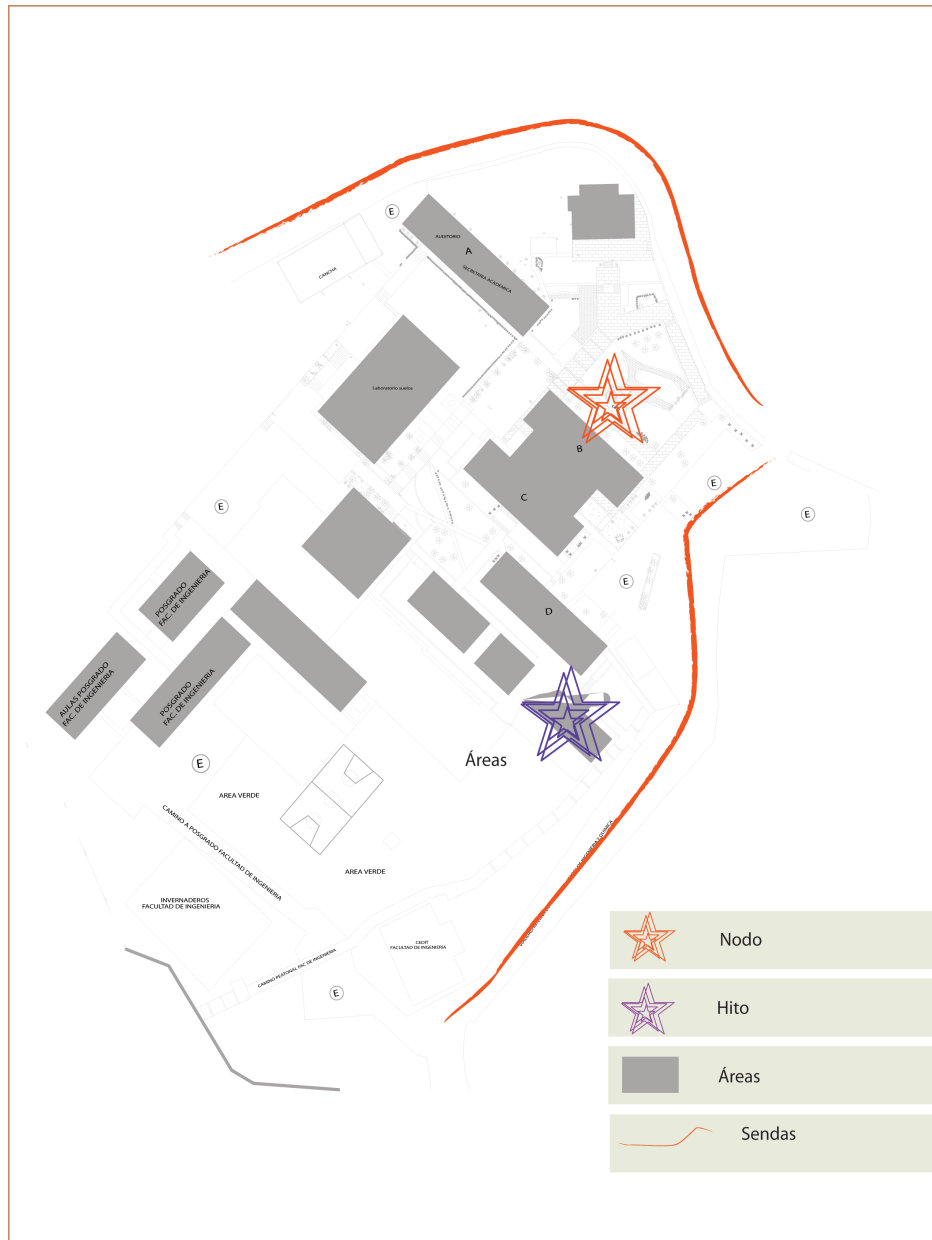 E
AUDITORIO
A
SECRETARIA ACADEMICA
CANCHA
Laboratorio suelos
B
C
E
E
E
E
D
POSGRADO
FAC. DE INGENIERIA
AULAS POSGRADO
FAC. DE INGENIERIA
POSGRADO
FAC. DE INGENIERIA
E
Áreas
AREA VERDE
CAMINO A POSGRADO FACULTAD DE INGENIERIA
AREA VERDE
INVERNADEROS
FACULTAD DE INGENIERIA
CEDIT
FACULTAD DE INGENIERIA
CAMINO PEATONAL FAC DE INGENIERIA
E
Nodo
Hito
Áreas
Sendas